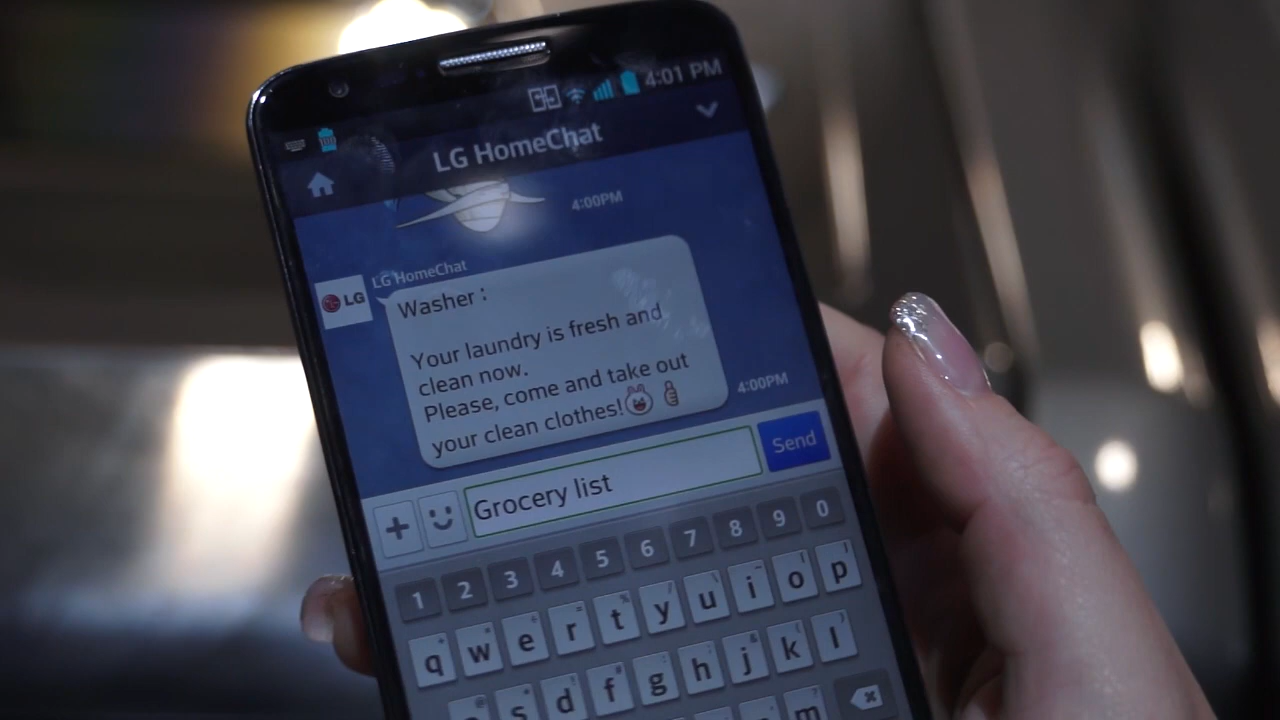 4:01 PM
LG HomeChat
4:00PM
LG HomeChat
LG
Washer :
Your laundry is fresh and
clean now.
Please, come and take out
your clean clothes!
4:00PM
Grocery list
Send
1 2 3 4 5 6 7 8 9 0
q w e r t y u i o p
s d f g h j k l
m